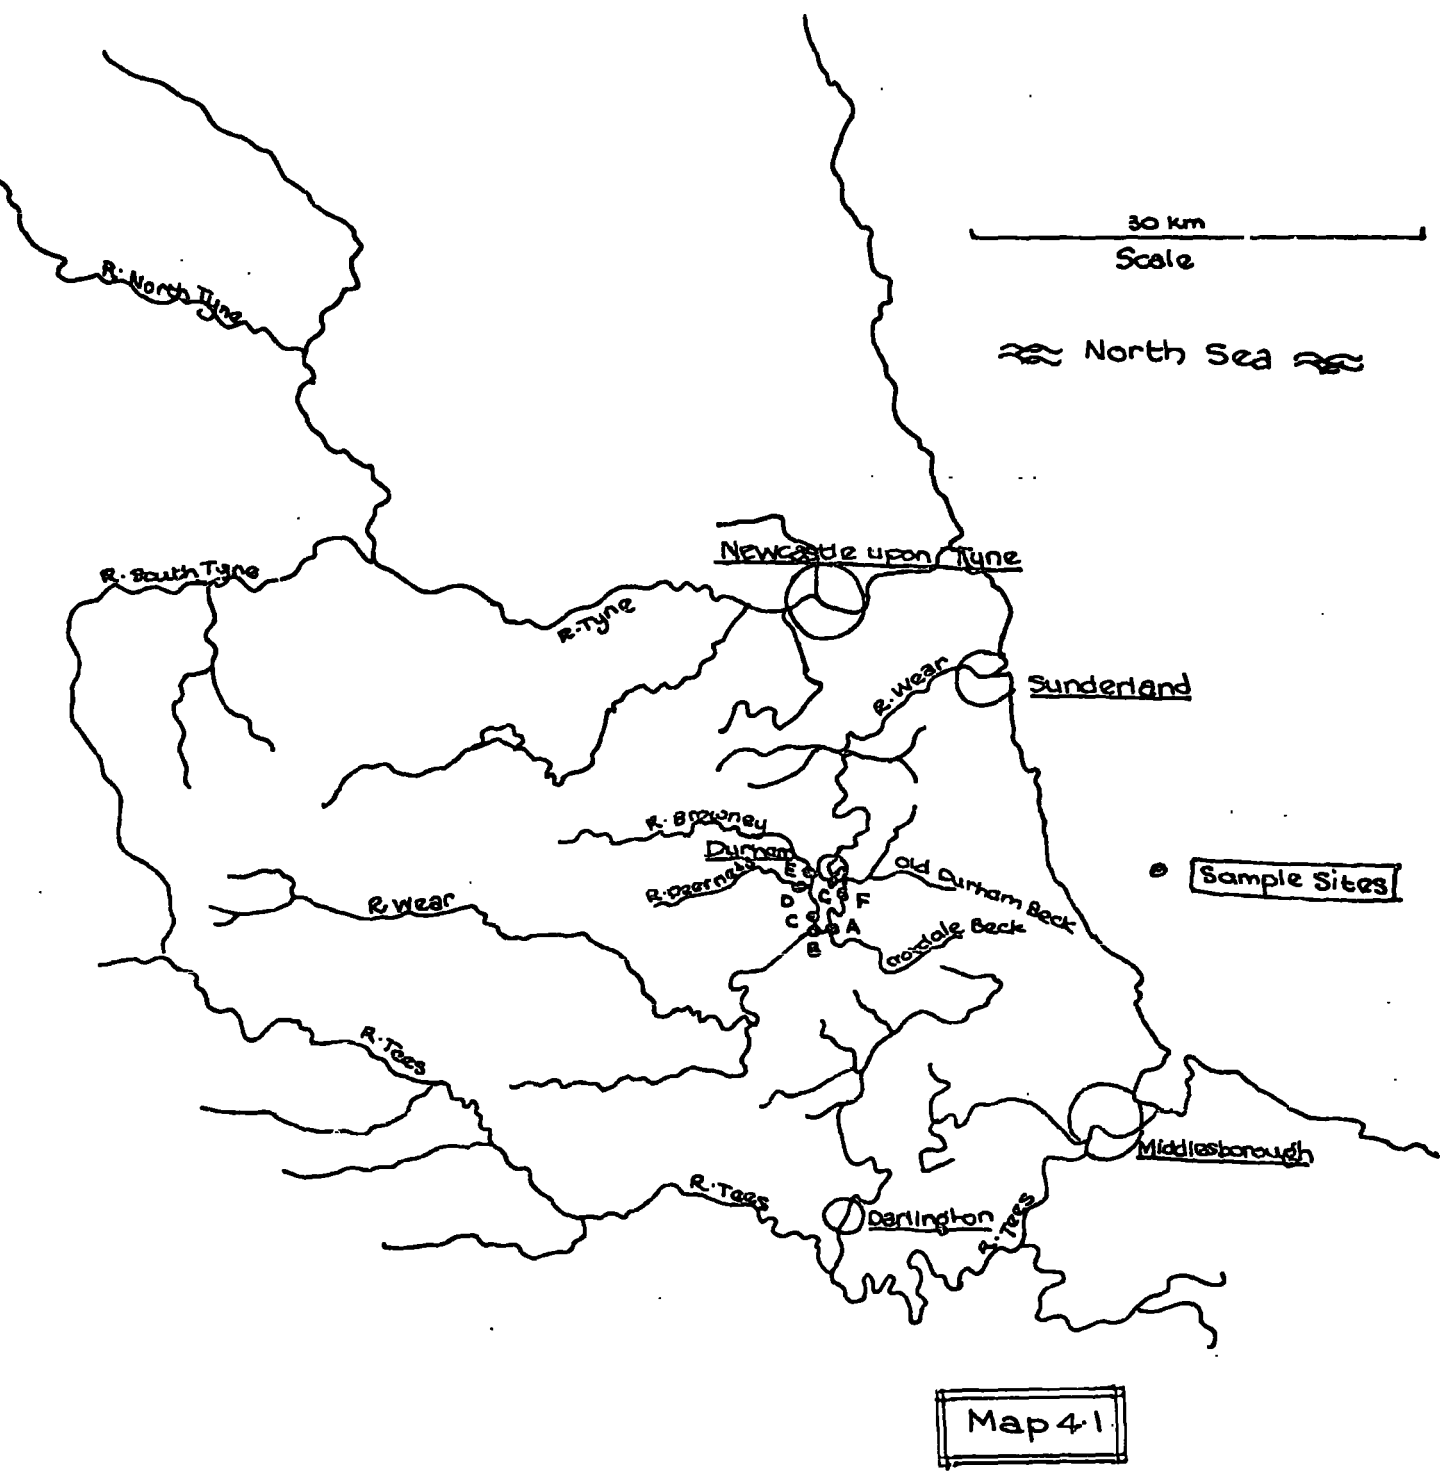 30 km
Scale
North Sea
R. North Tyne
Newcastle upon Tyne
R. South Tyne
R. Tyne
R. Wear
Sunderland
R. Browney
Durham
R. Deerness
Old Durham Beck
Sample Sites
E
D
G
F
C
A
B
R. Wear
Croxdale Beck
R. Tees
Middlesborough
R. Tees
Darlington
R. Tees
Map 4.1